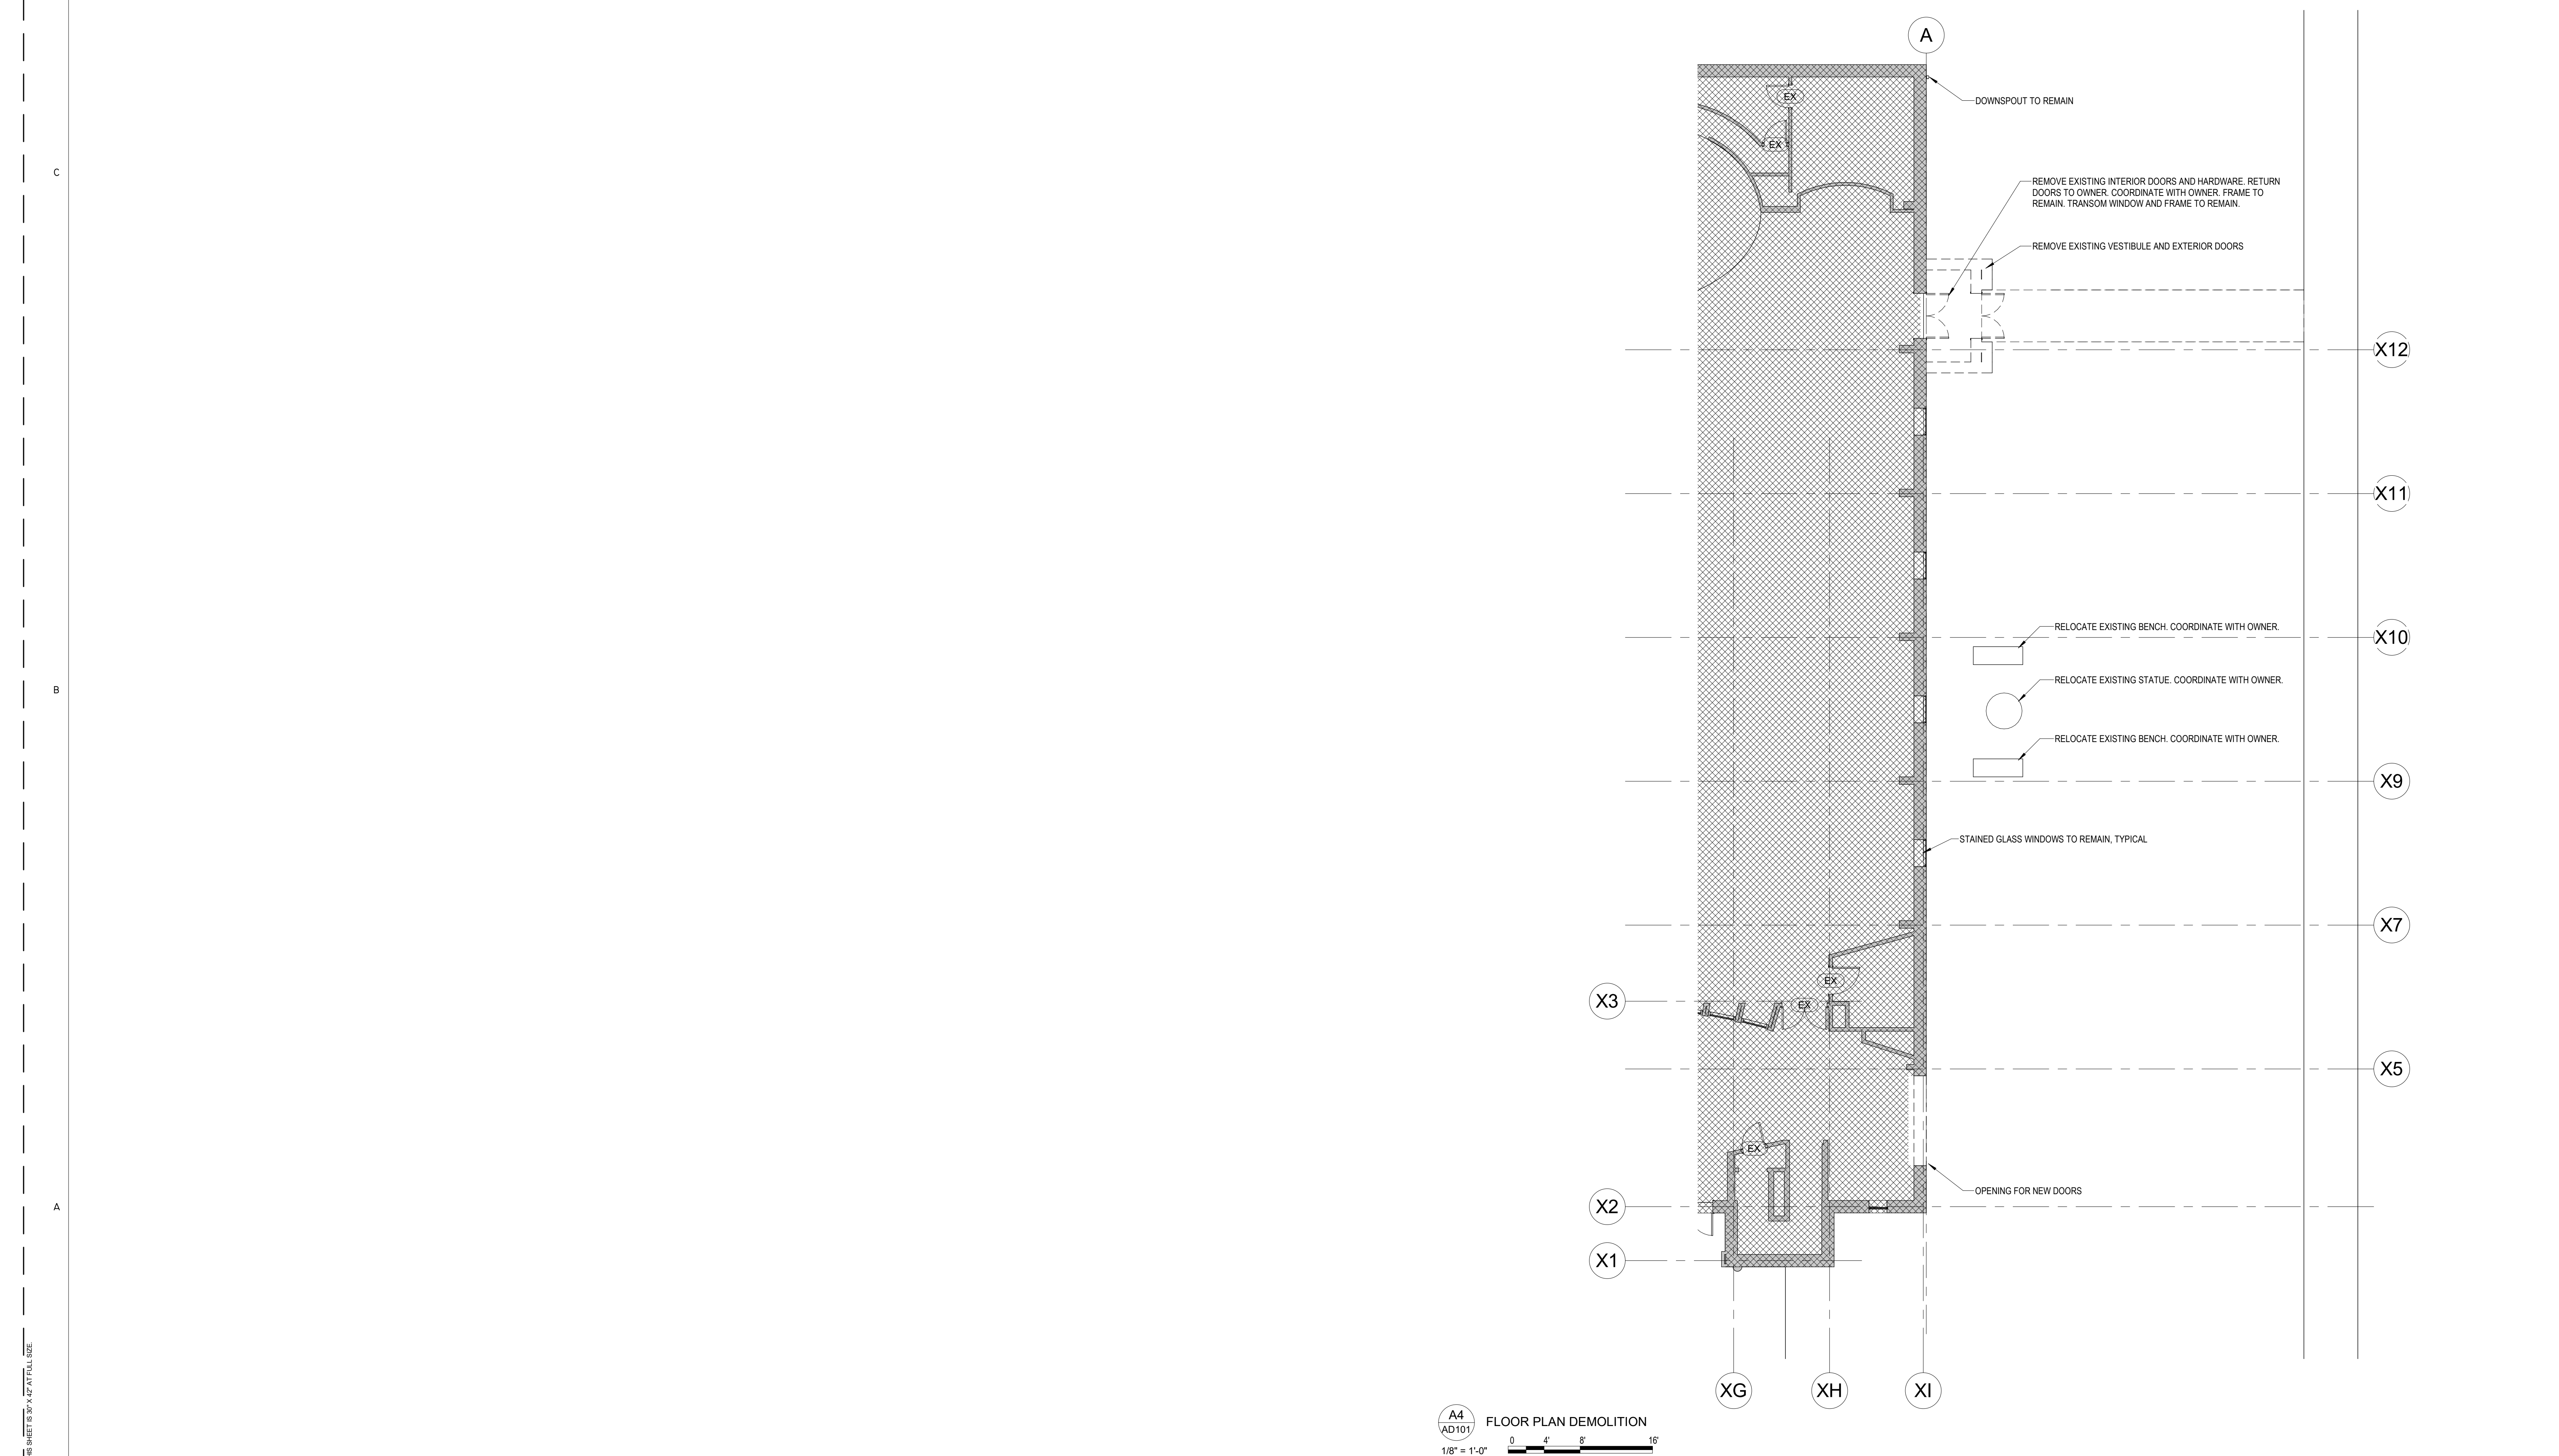 A
DOWNSPOUT TO REMAIN
EX
EX
C
REMOVE EXISTING INTERIOR DOORS AND HARDWARE. RETURN
DOORS TO OWNER. COORDINATE WITH OWNER. FRAME TO
REMAIN. TRANSOM WINDOW AND FRAME TO REMAIN.
REMOVE EXISTING VESTIBULE AND EXTERIOR DOORS
X12
X11
RELOCATE EXISTING BENCH. COORDINATE WITH OWNER.
X10
RELOCATE EXISTING STATUE. COORDINATE WITH OWNER.
B
RELOCATE EXISTING BENCH. COORDINATE WITH OWNER.
X9
STAINED GLASS WINDOWS TO REMAIN, TYPICAL
X7
EX
X3
EX
X5
EX
OPENING FOR NEW DOORS
A
X2
X1
XG
XH
XI
A4
AD101
FLOOR PLAN DEMOLITION
1/8" = 1'-0"
0 4' 8' 16'
HIS SHEET IS 30" X 42" AT FULL SIZE.